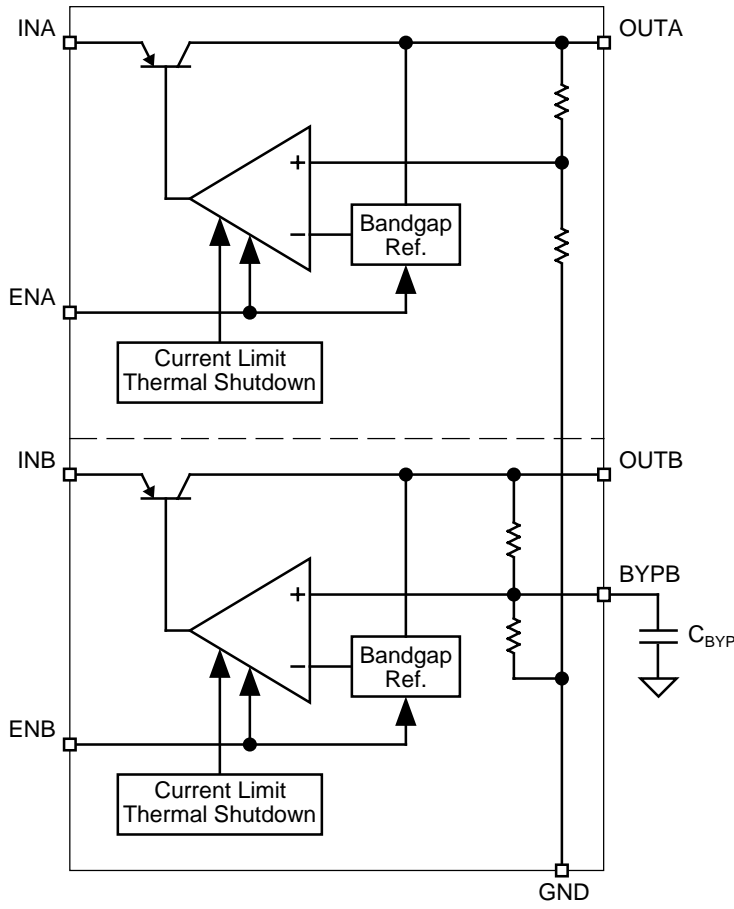 INA
OUTA
+
−
Bandgap
Ref.
ENA
Current Limit
Thermal Shutdown
INB
OUTB
+
BYPB
CBYP
−
Bandgap
Ref.
ENB
Current Limit
Thermal Shutdown
GND